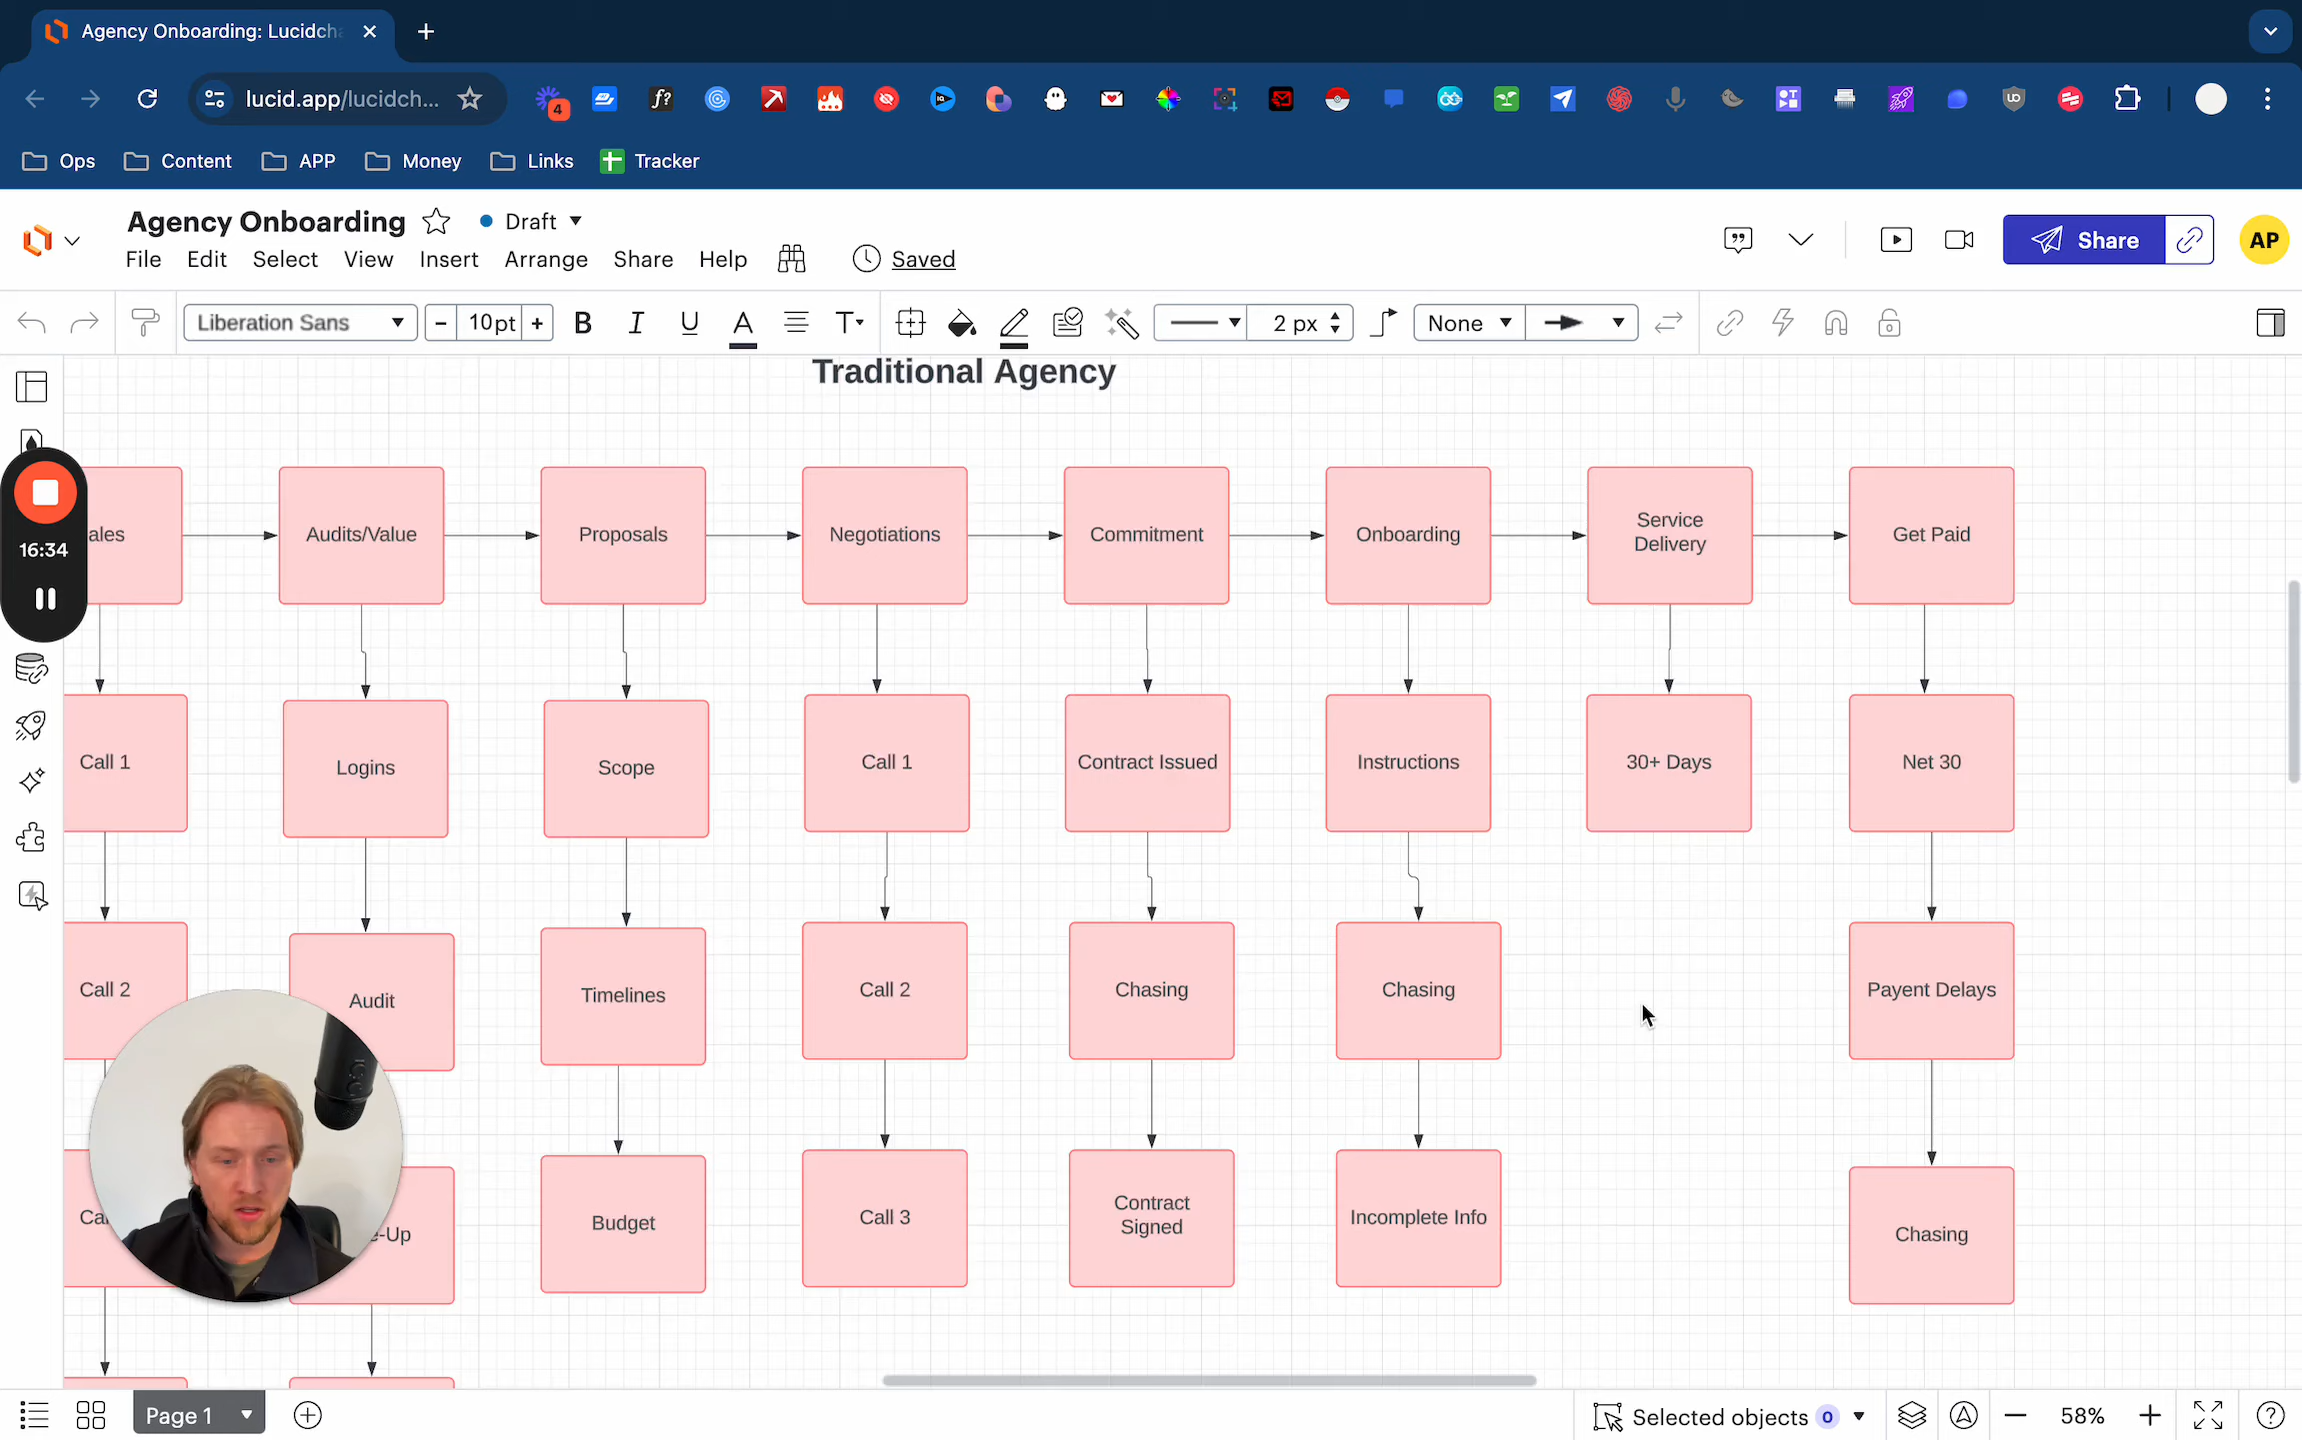 Agency Onboarding: Lucidcha
lucid.app/lucidch...
4
f?
IQ
UD
Ops
Content
APP
Money
Links
Tracker
Agency Onboarding
Draft
Share
AP
File
Edit
Select
View
Insert
Arrange
Share
Help
Saved
Liberation Sans
10pt
B
I
U
A
T
2 px
None
Traditional Agency
ales
Audits/Value
Proposals
Negotiations
Commitment
Onboarding
Service
Delivery
Get Paid
16:34
Call 1
Logins
Scope
Call 1
Contract Issued
Instructions
30+ Days
Net 30
Call 2
Audit
Timelines
Call 2
Chasing
Chasing
Payent Delays
Ca
e-Up
Budget
Call 3
Contract
Signed
Incomplete Info
Chasing
Page 1
Selected objects 0
58%